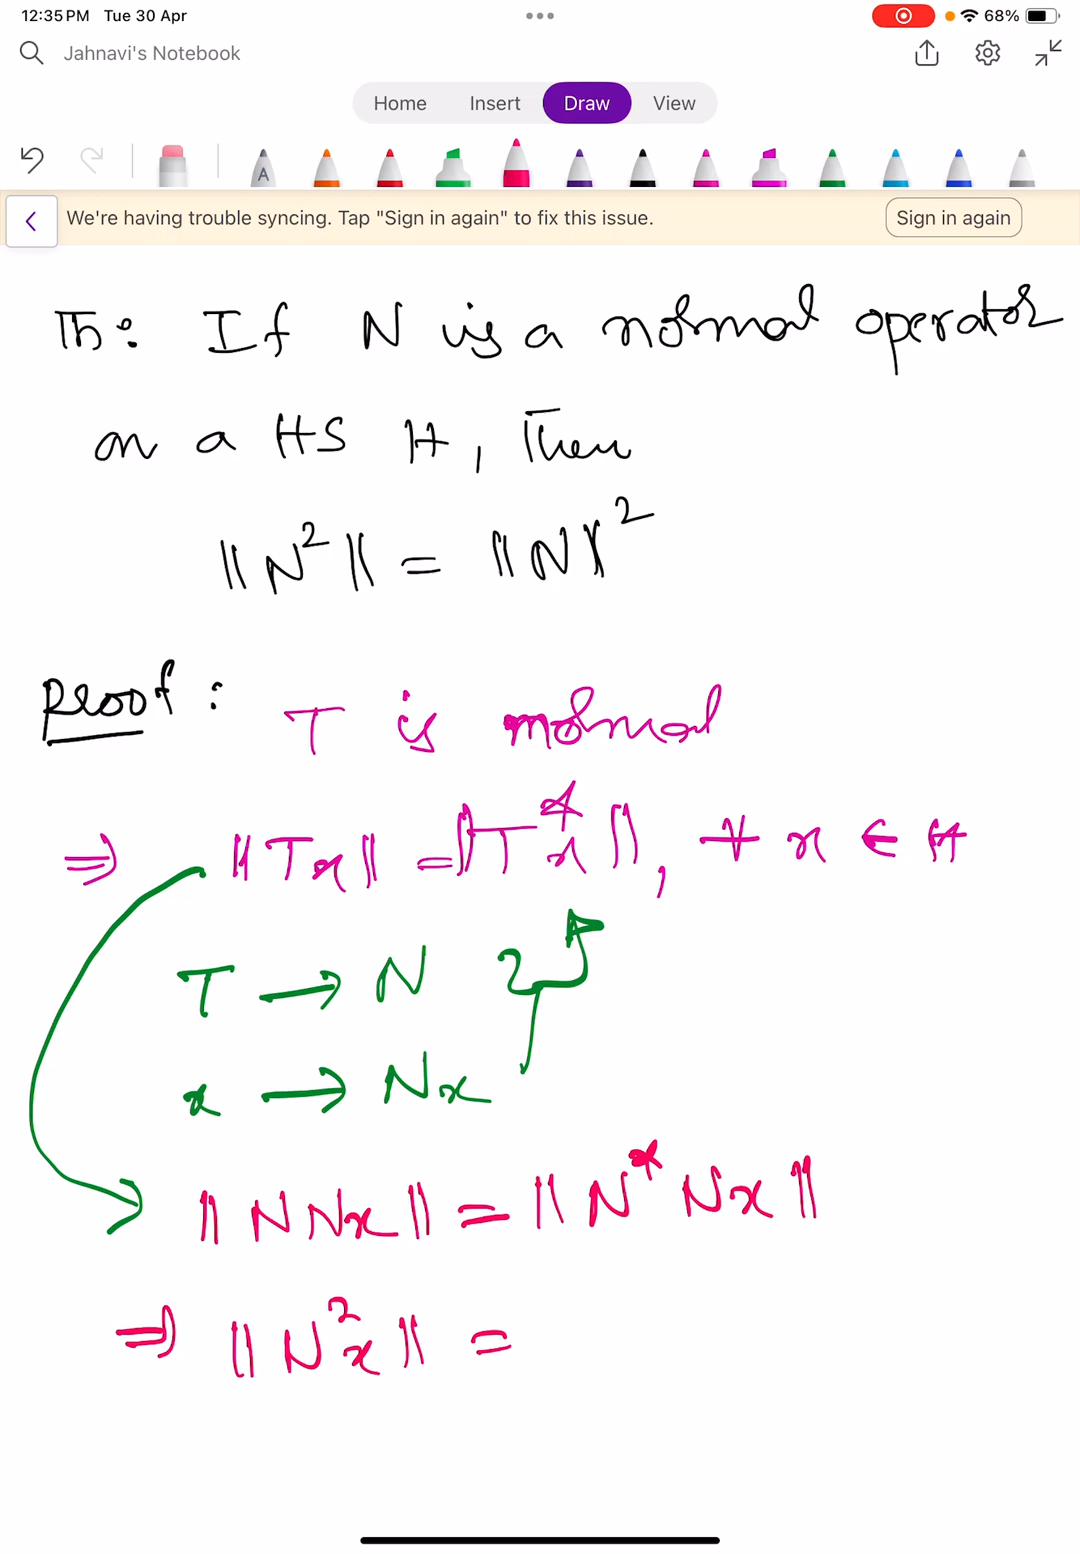 12:35 PM Tue 30 Apr
68%
Jahnavi's Notebook
Home Insert Draw View
A
We're having trouble syncing. Tap "Sign in again" to fix this issue.
Sign in again
Th: If N is a normal operator
on a HS H, Then
||N²|| = ||N||²
Proof: T is normal
⇒ ||Tx|| = ||T*x||, ∀ x ∈ H
T → N
x → Nx
||NNx|| = ||N*Nx||
⇒ ||N²x|| =